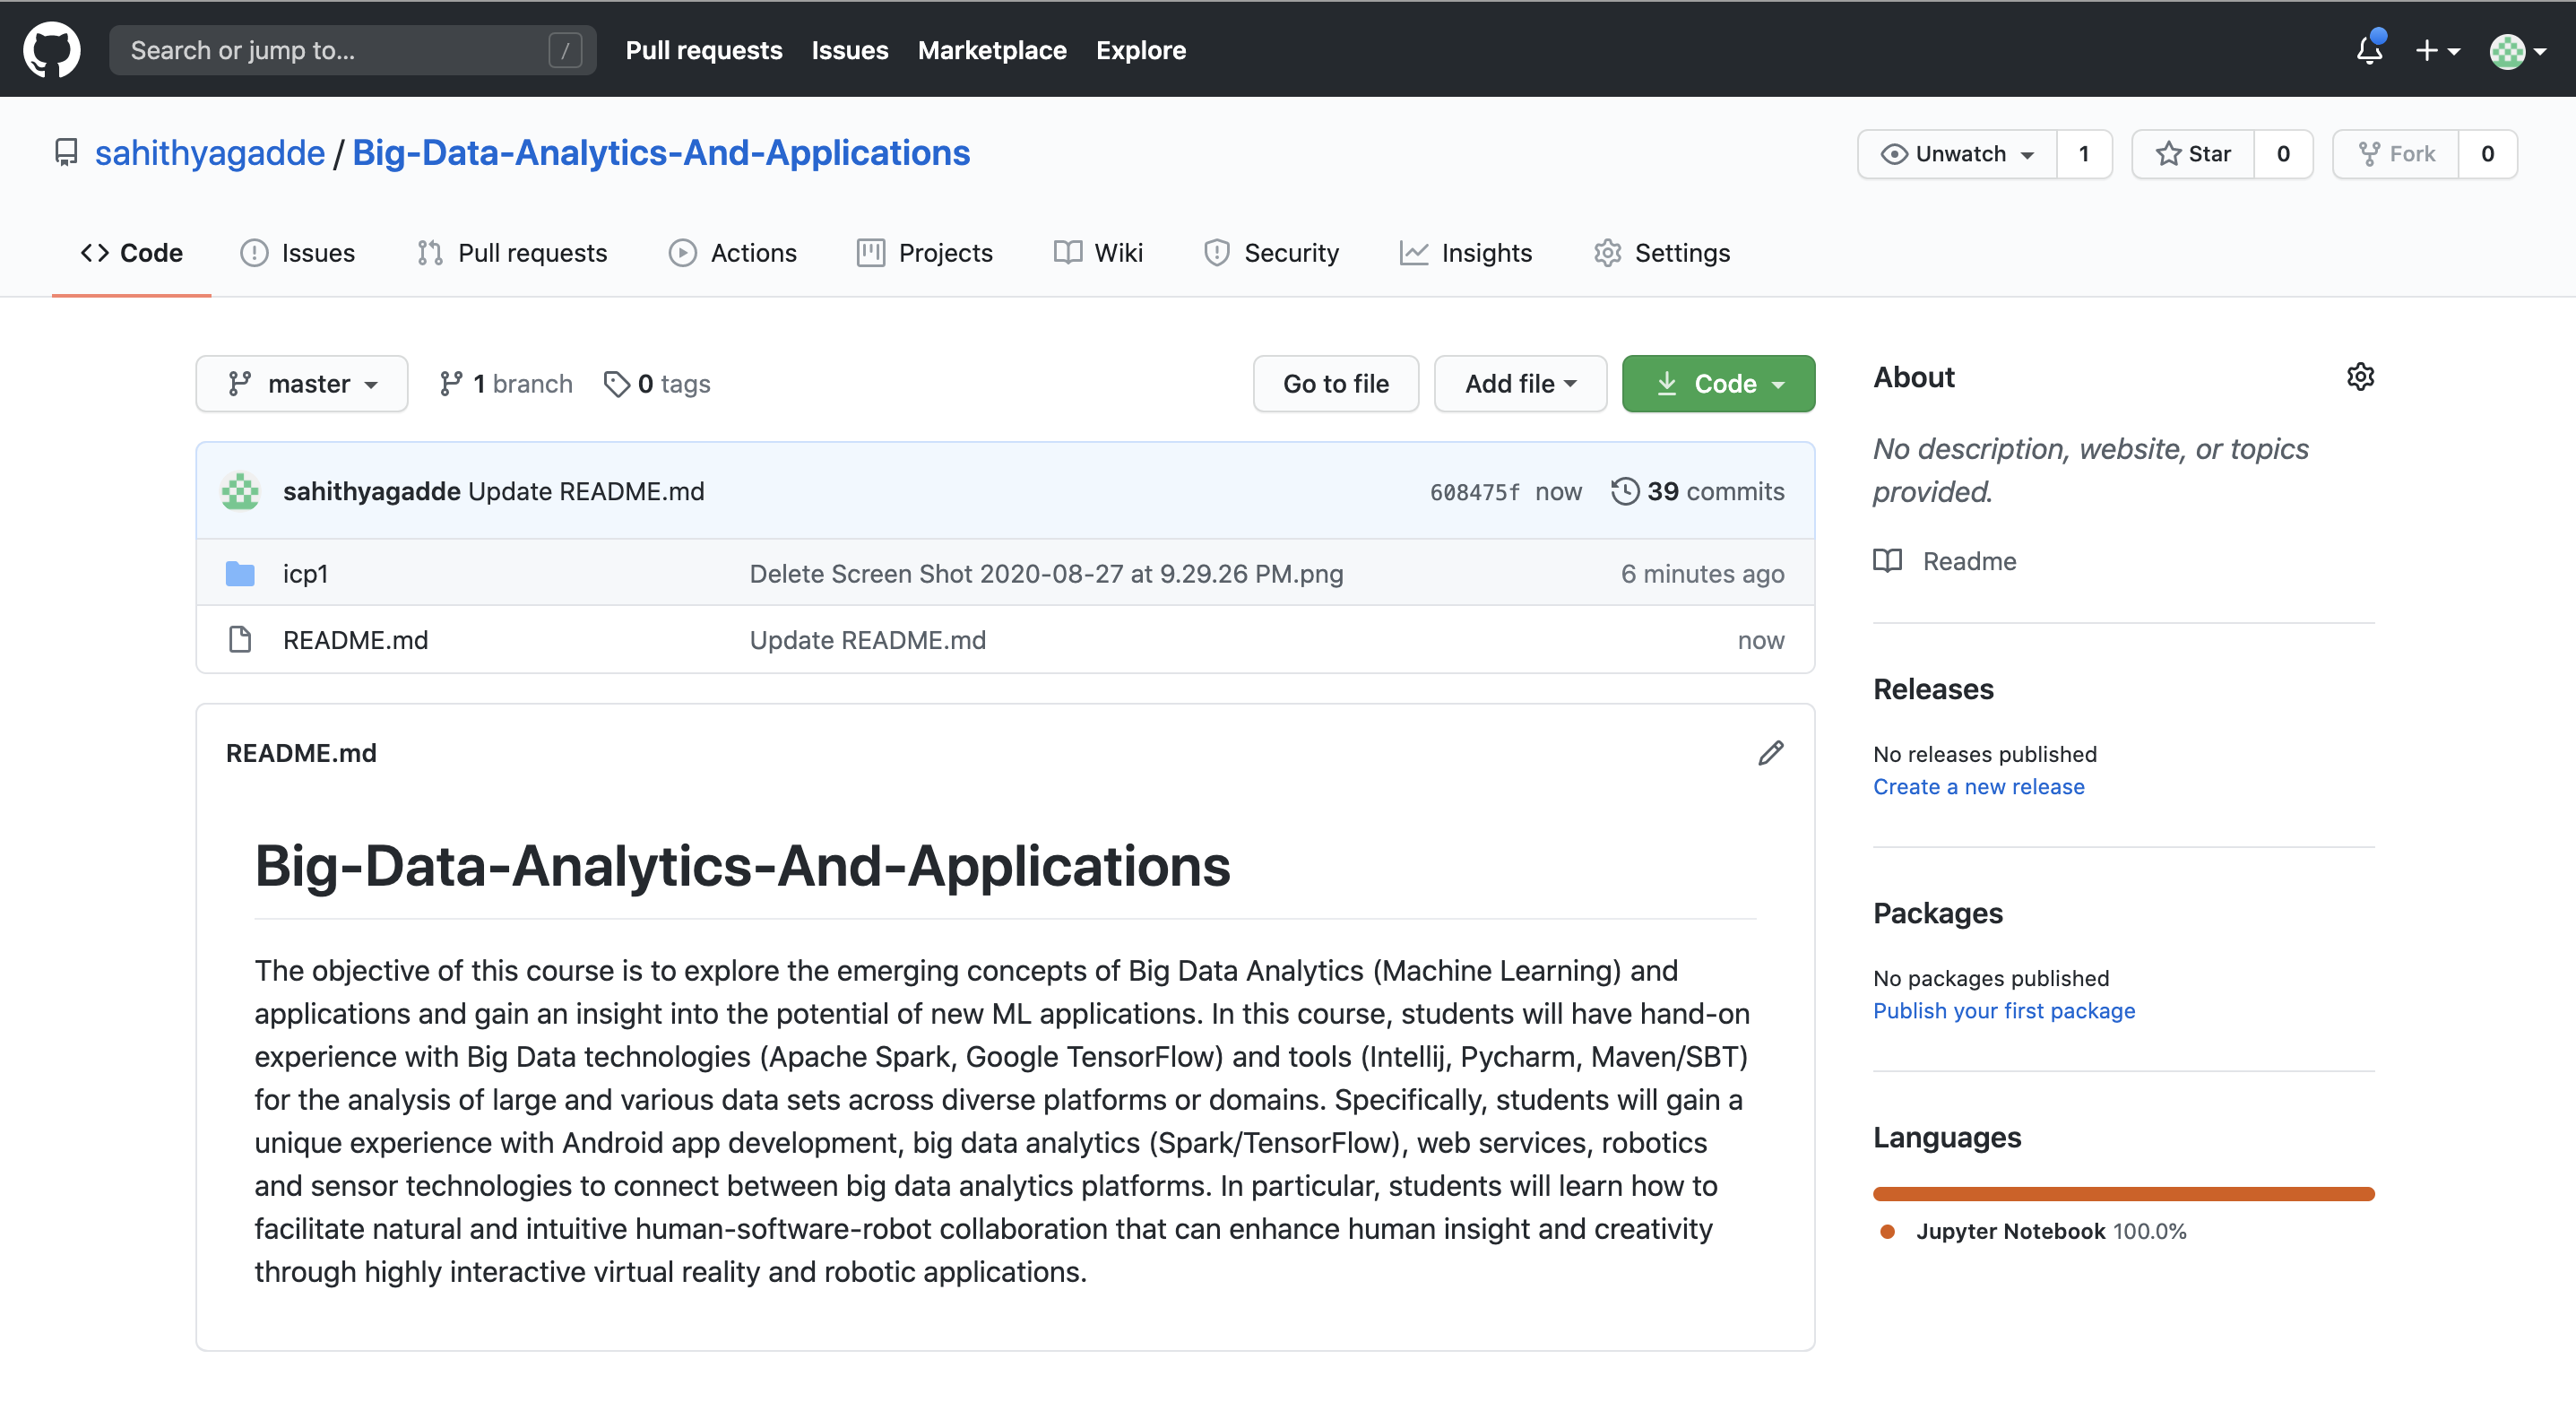 Search or jump to... /
Pull requests Issues Marketplace Explore
sahithyagadde / Big-Data-Analytics-And-Applications
Unwatch 1 Star 0 Fork 0
Code Issues Pull requests Actions Projects Wiki Security Insights Settings
master 1 branch 0 tags
Go to file Add file Code
sahithyagadde Update README.md 608475f now 39 commits
icp1 Delete Screen Shot 2020-08-27 at 9.29.26 PM.png 6 minutes ago
README.md Update README.md now
README.md
Big-Data-Analytics-And-Applications
The objective of this course is to explore the emerging concepts of Big Data Analytics (Machine Learning) and
applications and gain an insight into the potential of new ML applications. In this course, students will have hand-on
experience with Big Data technologies (Apache Spark, Google TensorFlow) and tools (Intellij, Pycharm, Maven/SBT)
for the analysis of large and various data sets across diverse platforms or domains. Specifically, students will gain a
unique experience with Android app development, big data analytics (Spark/TensorFlow), web services, robotics
and sensor technologies to connect between big data analytics platforms. In particular, students will learn how to
facilitate natural and intuitive human-software-robot collaboration that can enhance human insight and creativity
through highly interactive virtual reality and robotic applications.
About
No description, website, or topics
provided.
Readme
Releases
No releases published
Create a new release
Packages
No packages published
Publish your first package
Languages
Jupyter Notebook 100.0%